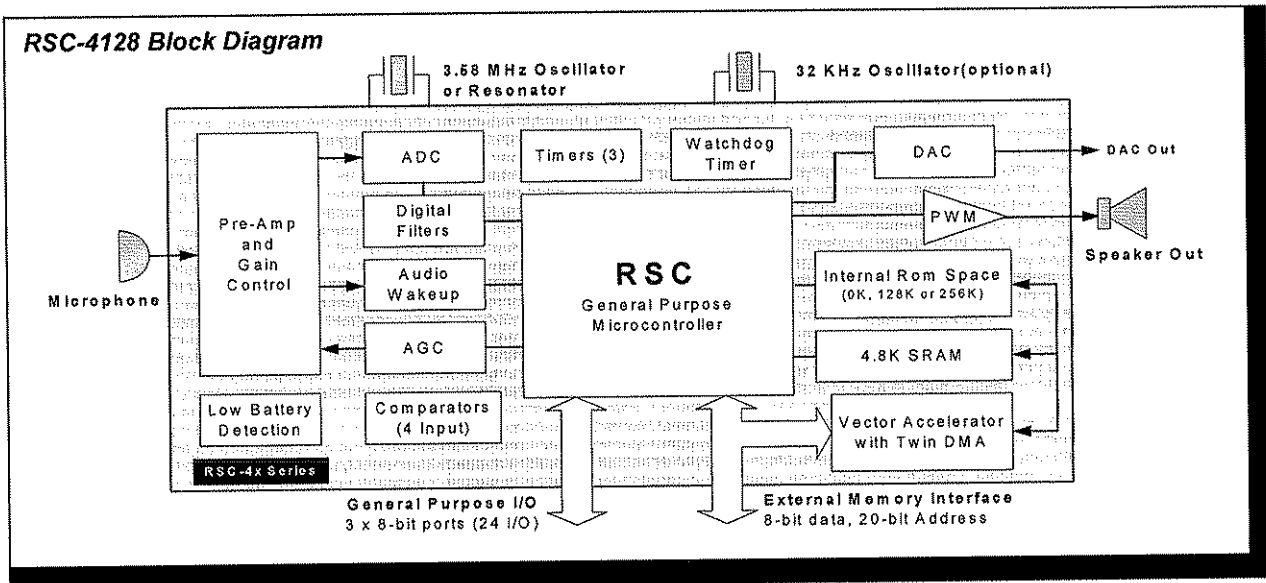 RSC-4128 Block Diagram
3.58 MHz Oscillator
or Resonator
32 KHz Oscillator(optional)
Pre-Amp
and
Gain
Control
ADC
Timers (3)
Watchdog
Timer
DAC
DAC Out
Digital
Filters
PWM
Speaker Out
Microphone
Audio
Wakeup
RSC
General Purpose
Microcontroller
Internal Rom Space
(0K, 128K or 256K)
AGC
4.8K SRAM
Low Battery
Detection
Comparators
(4 Input)
Vector Accelerator
with Twin DMA
RSC-4x Series
General Purpose I/O
3 x 8-bit ports (24 I/O)
External Memory Interface
8-bit data, 20-bit Address